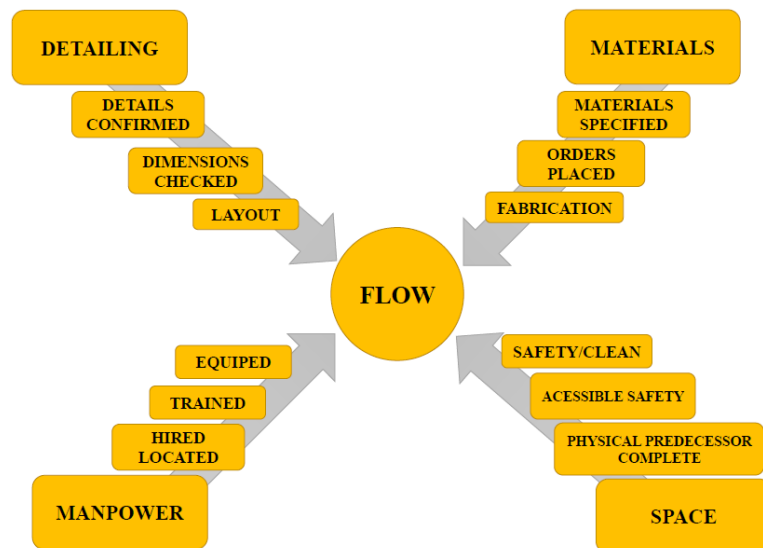 DETAILING
DETAILS
CONFIRMED
DIMENSIONS
CHECKED
LAYOUT
MATERIALS
MATERIALS
SPECIFIED
ORDERS
PLACED
FABRICATION
FLOW
EQUIPED
TRAINED
HIRED
LOCATED
MANPOWER
SAFETY/CLEAN
ACESSIBLE SAFETY
PHYSICAL PREDECESSOR
COMPLETE
SPACE